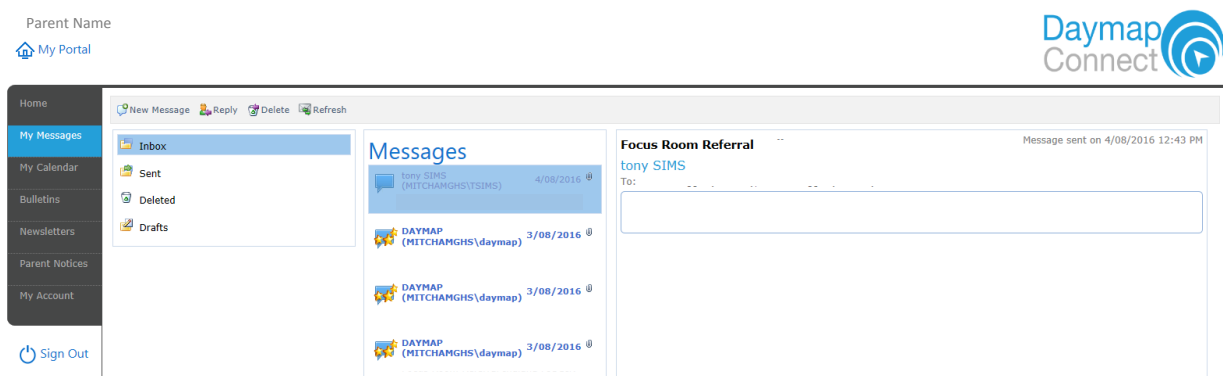 Parent Name
My Portal
Daymap
Connect
Home
My Messages
My Calendar
Bulletins
Newsletters
Parent Notices
My Account
Sign Out
New Message Reply Delete Refresh
Inbox
Sent
Deleted
Drafts
Messages
tony SIMS 4/08/2016
(MITCHAMGHS\TSIMS)
DAYMAP 3/08/2016
(MITCHAMGHS\daymap)
DAYMAP 3/08/2016
(MITCHAMGHS\daymap)
DAYMAP 3/08/2016
(MITCHAMGHS\daymap)
Focus Room Referral
Message sent on 4/08/2016 12:43 PM
tony SIMS
To: